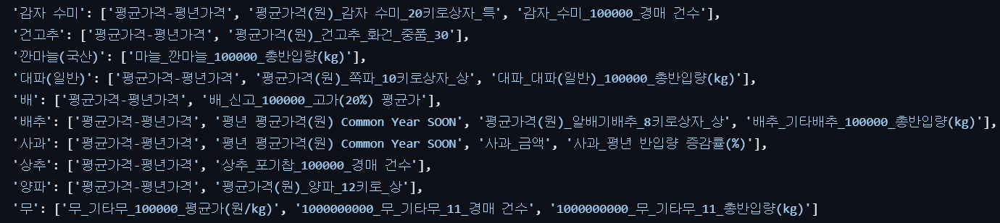 '감자 수미': ['평균가격-평년가격', '평균가격(원)_감자 수미_20키로상자_특', '감자_수미_100000_경매 건수'],
'건고추': ['평균가격-평년가격', '평균가격(원)_건고추_화건_중품_30'],
'깐마늘(국산)': ['마늘_깐마늘_100000_총반입량(kg)'],
'대파(일반)': ['평균가격-평년가격', '평균가격(원)_쪽파_10키로상자_상', '대파_대파(일반)_100000_총반입량(kg)'],
'배': ['평균가격-평년가격', '배_신고_100000_고가(20%) 평균가'],
'배추': ['평균가격-평년가격', '평년 평균가격(원) Common Year SOON', '평균가격(원)_알배기배추_8키로상자_상', '배추_기타배추_100000_총반입량(kg)'],
'사과': ['평균가격-평년가격', '평년 평균가격(원) Common Year SOON', '사과_금액', '사과_평년 반입량 증감률(%)'],
'상추': ['평균가격-평년가격', '상추_포기찹_100000_경매 건수'],
'양파': ['평균가격-평년가격', '평균가격(원)_양파_12키로_상'],
'무': ['무_기타무_100000_평균가(원/kg)', '1000000000_무_기타무_11_경매 건수', '1000000000_무_기타무_11_총반입량(kg)']